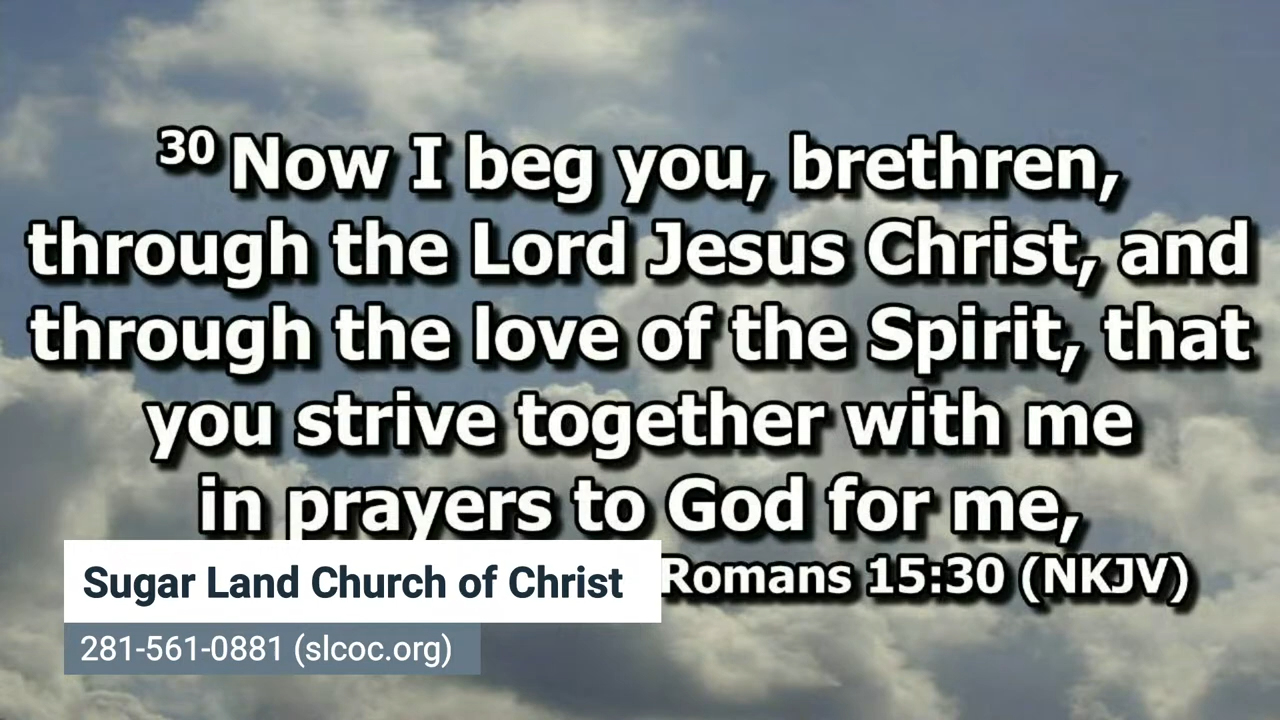 30 Now I beg you, brethren,
through the Lord Jesus Christ, and
through the love of the Spirit, that
you strive together with me
in prayers to God for me,
Romans 15:30 (NKJV)
Sugar Land Church of Christ
281-561-0881 (slcoc.org)